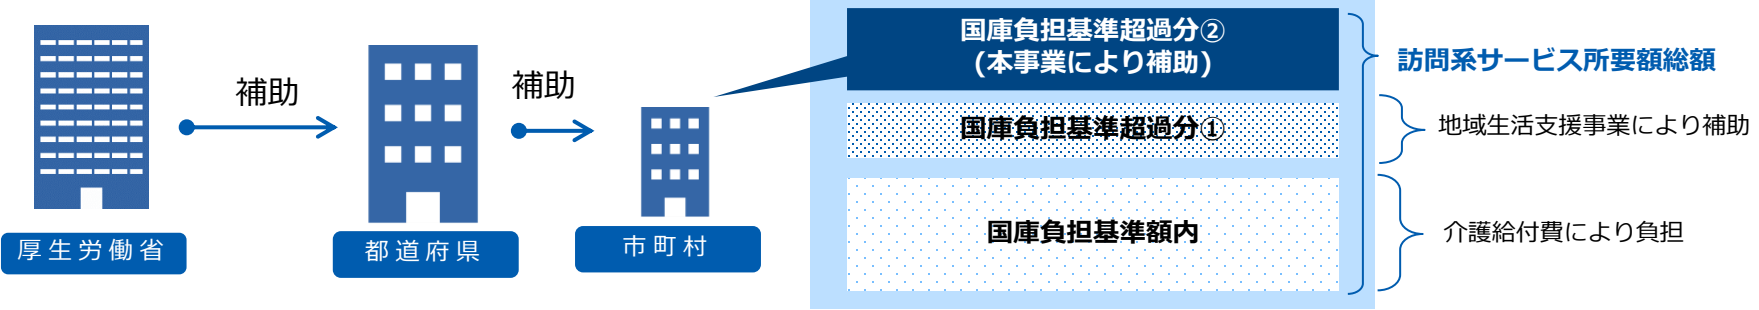 補助
補助
厚生労働省
都道府県
市町村
国庫負担基準超過分②
(本事業により補助)
国庫負担基準超過分①
国庫負担基準額内
訪問系サービス所要額総額
地域生活支援事業により補助
介護給付費により負担